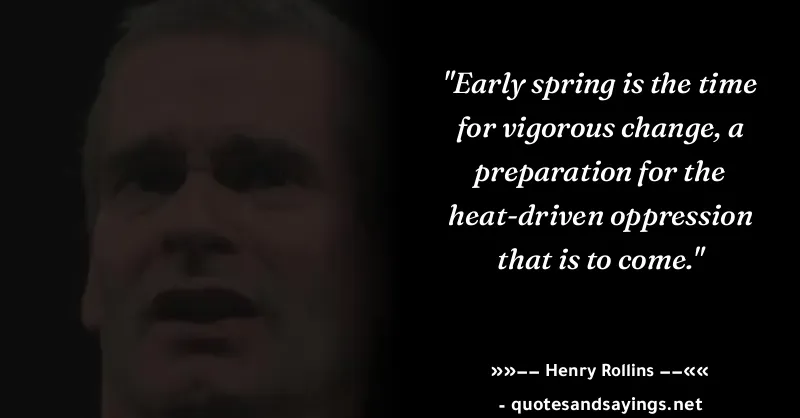 "Early spring is the time
for vigorous change, a
preparation for the
heat-driven oppression
that is to come."
»»−− Henry Rollins −−««
- quotesandsayings.net